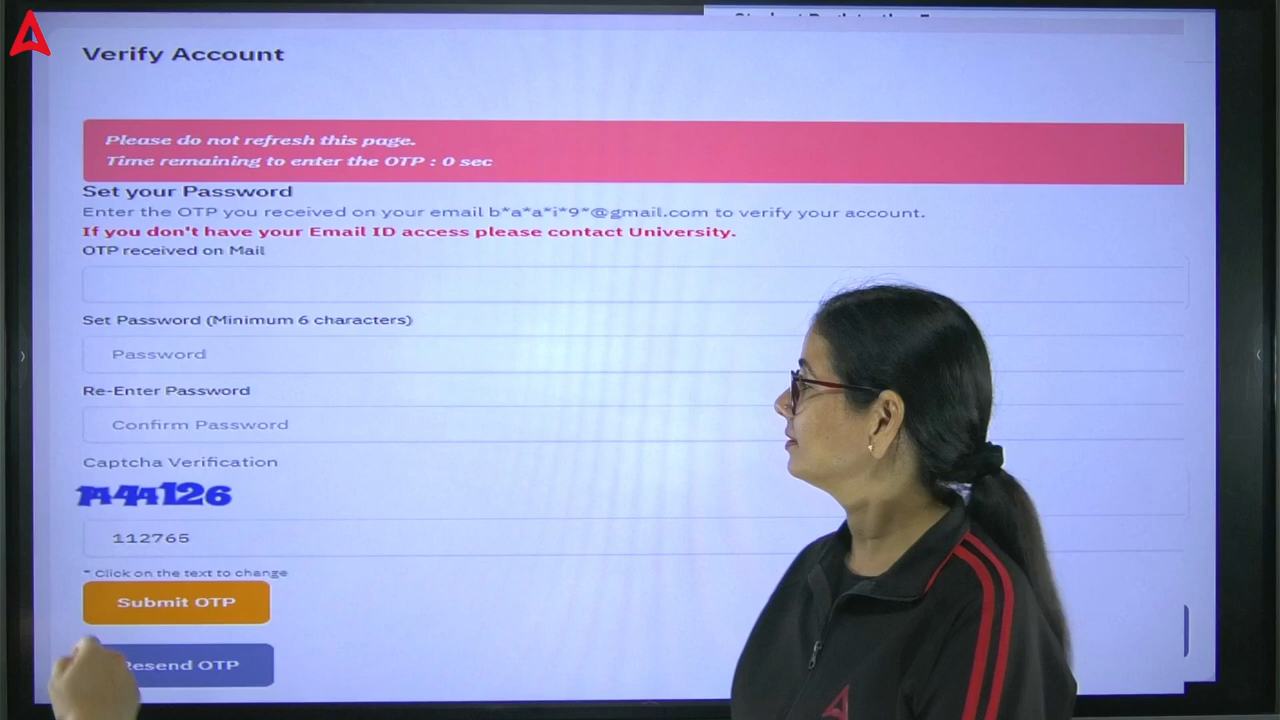 Verify Account
Please do not refresh this page.
Time remaining to enter the OTP : 0 sec
Set your Password
Enter the OTP you received on your email b*a*a*i*9*@gmail.com to verify your account.
If you don't have your Email ID access please contact University.
OTP received on Mail
Set Password (Minimum 6 characters)
Password
Re-Enter Password
Confirm Password
Captcha Verification
112765
* Click on the text to change
Submit OTP
Resend OTP